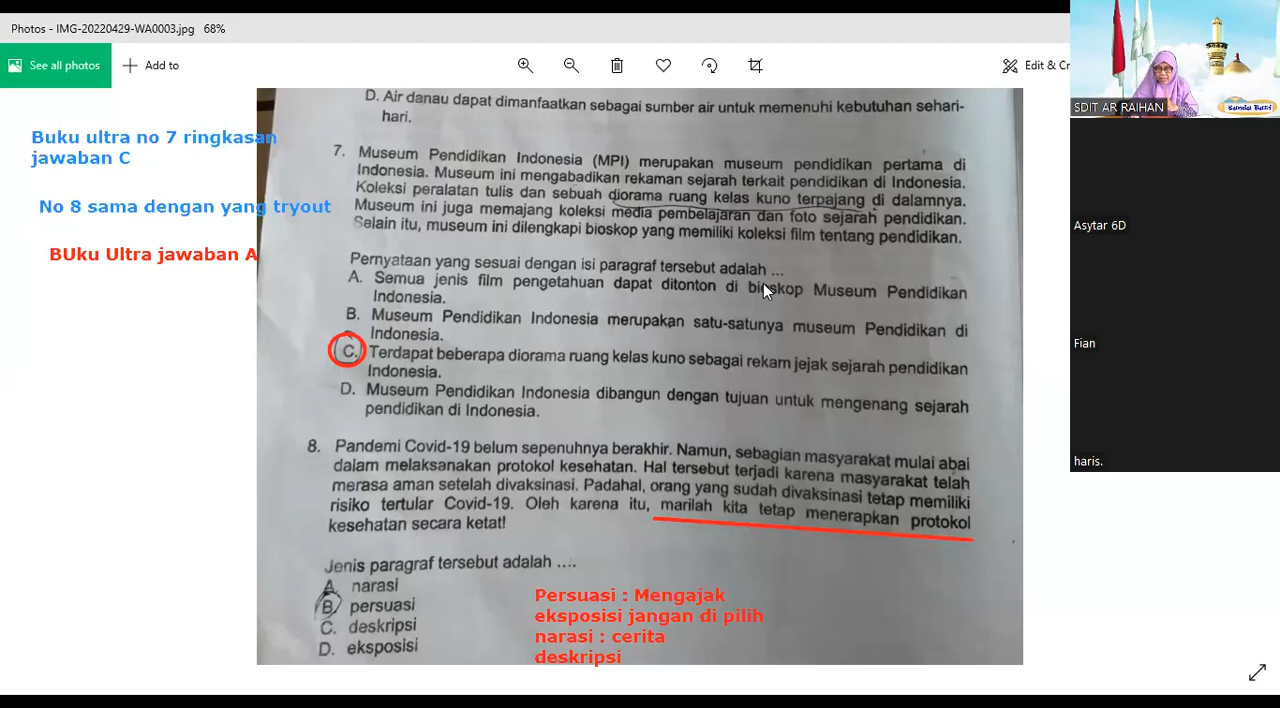 Photos - IMG-20220429-WA0003.jpg 68%
See all photos
Add to
Edit & Cr
SDIT AR RAIHAN
Bunda Tuti
Asytar 6D
Fian
haris.
Buku ultra no 7 ringkasan
jawaban C
No 8 sama dengan yang tryout
BUku Ultra jawaban A
D. Air danau dapat dimanfaatkan sebagai sumber air untuk memenuhi kebutuhan sehari-
hari.
7. Museum Pendidikan Indonesia (MPI) merupakan museum pendidikan pertama di
Indonesia. Museum ini mengabadikan rekaman sejarah terkait pendidikan di Indonesia.
Koleksi peralatan tulis dan sebuah diorama ruang kelas kuno terpajang di dalamnya.
Museum ini juga memajang koleksi media pembelajaran dan foto sejarah pendidikan.
Selain itu, museum ini dilengkapi bioskop yang memiliki koleksi film tentang pendidikan.
Pernyataan yang sesuai dengan isi paragraf tersebut adalah ...
A. Semua jenis film pengetahuan dapat ditonton di bioskop Museum Pendidikan
Indonesia.
B. Museum Pendidikan Indonesia merupakan satu-satunya museum Pendidikan di
Indonesia.
C. Terdapat beberapa diorama ruang kelas kuno sebagai rekam jejak sejarah pendidikan
Indonesia.
D. Museum Pendidikan Indonesia dibangun dengan tujuan untuk mengenang sejarah
pendidikan di Indonesia.
8. Pandemi Covid-19 belum sepenuhnya berakhir. Namun, sebagian masyarakat mulai abai
dalam melaksanakan protokol kesehatan. Hal tersebut terjadi karena masyarakat telah
merasa aman setelah divaksinasi. Padahal, orang yang sudah divaksinasi tetap memiliki
risiko tertular Covid-19. Oleh karena itu, marilah kita tetap menerapkan protokol
kesehatan secara ketat!
Jenis paragraf tersebut adalah ....
A. narasi
B. persuasi
C. deskripsi
D. eksposisi
Persuasi : Mengajak
eksposisi jangan di pilih
narasi : cerita
deskripsi